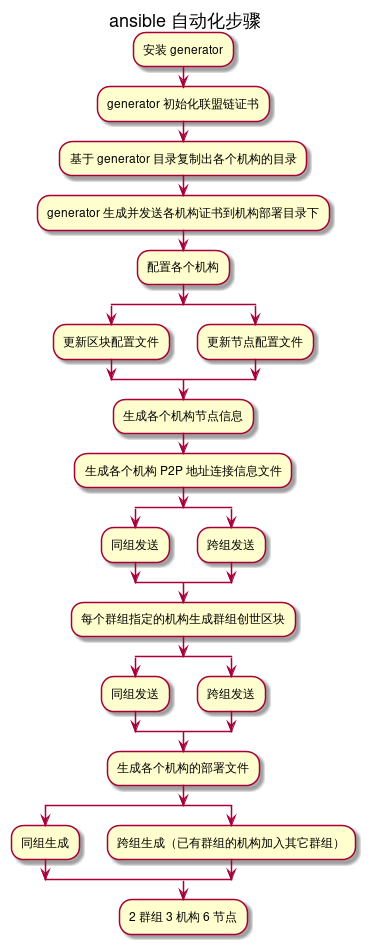 ansible 自动化步骤
安装 generator
generator 初始化联盟链证书
基于 generator 目录复制出各个机构的目录
generator 生成并发送各机构证书到机构部署目录下
配置各个机构
更新区块配置文件
更新节点配置文件
生成各个机构节点信息
生成各个机构 P2P 地址连接信息文件
同组发送
跨组发送
每个群组指定的机构生成群组创世区块
同组发送
跨组发送
生成各个机构的部署文件
同组生成
跨组生成（已有群组的机构加入其它群组）
2 群组 3 机构 6 节点